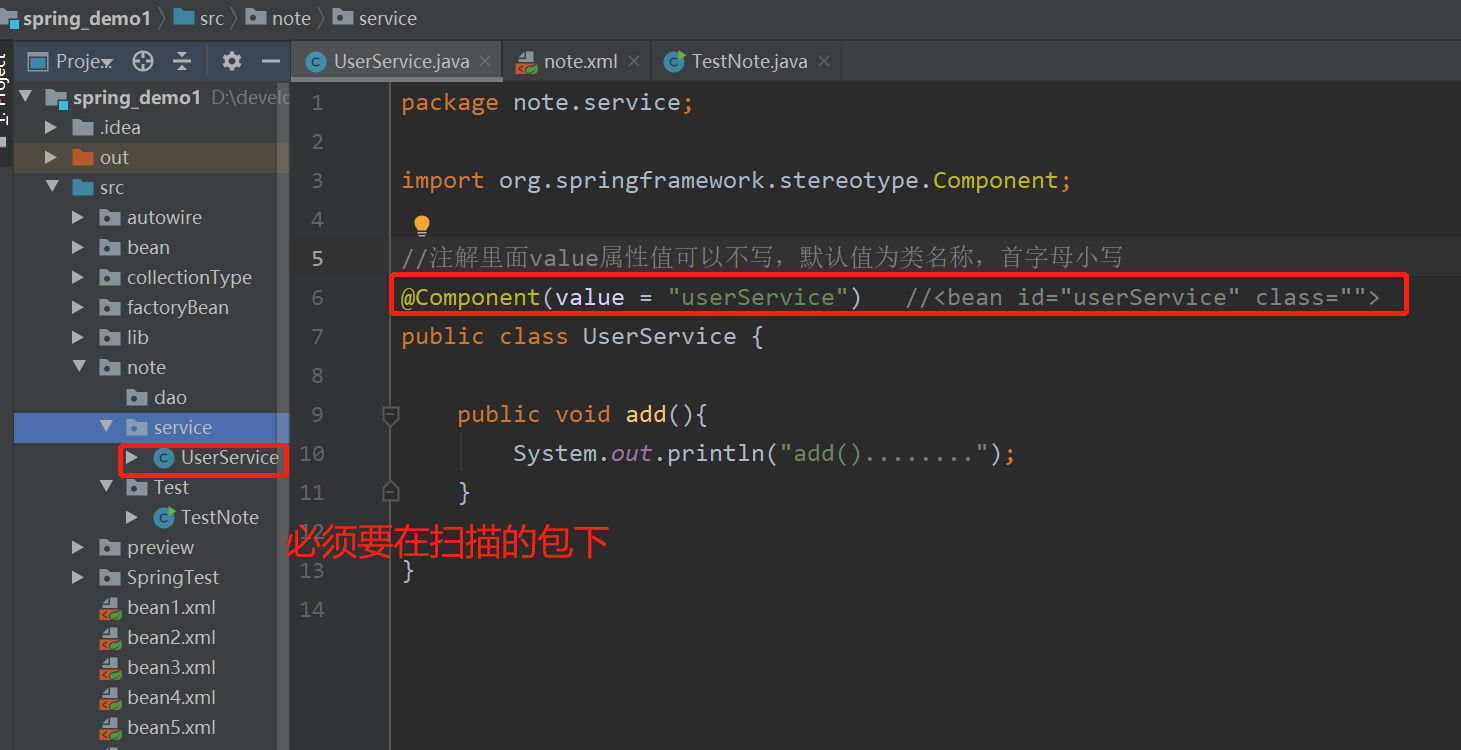 spring_demo1 src note service
Project
Proje...
UserService.java note.xml TestNote.java
spring_demo1 D:\develo
.idea
out
src
autowire
bean
collectionType
factoryBean
lib
note
dao
service
UserService
Test
TestNote
preview
SpringTest
bean1.xml
bean2.xml
bean3.xml
bean4.xml
bean5.xml
1 package note.service;
2
3 import org.springframework.stereotype.Component;
4
5 //注解里面value属性值可以不写，默认值为类名称，首字母小写
6 @Component(value = "userService") //<bean id="userService" class="">
7 public class UserService {
8
9 public void add(){
10 System.out.println("add()........");
11 }
12
必须要在扫描的包下
13 }
14